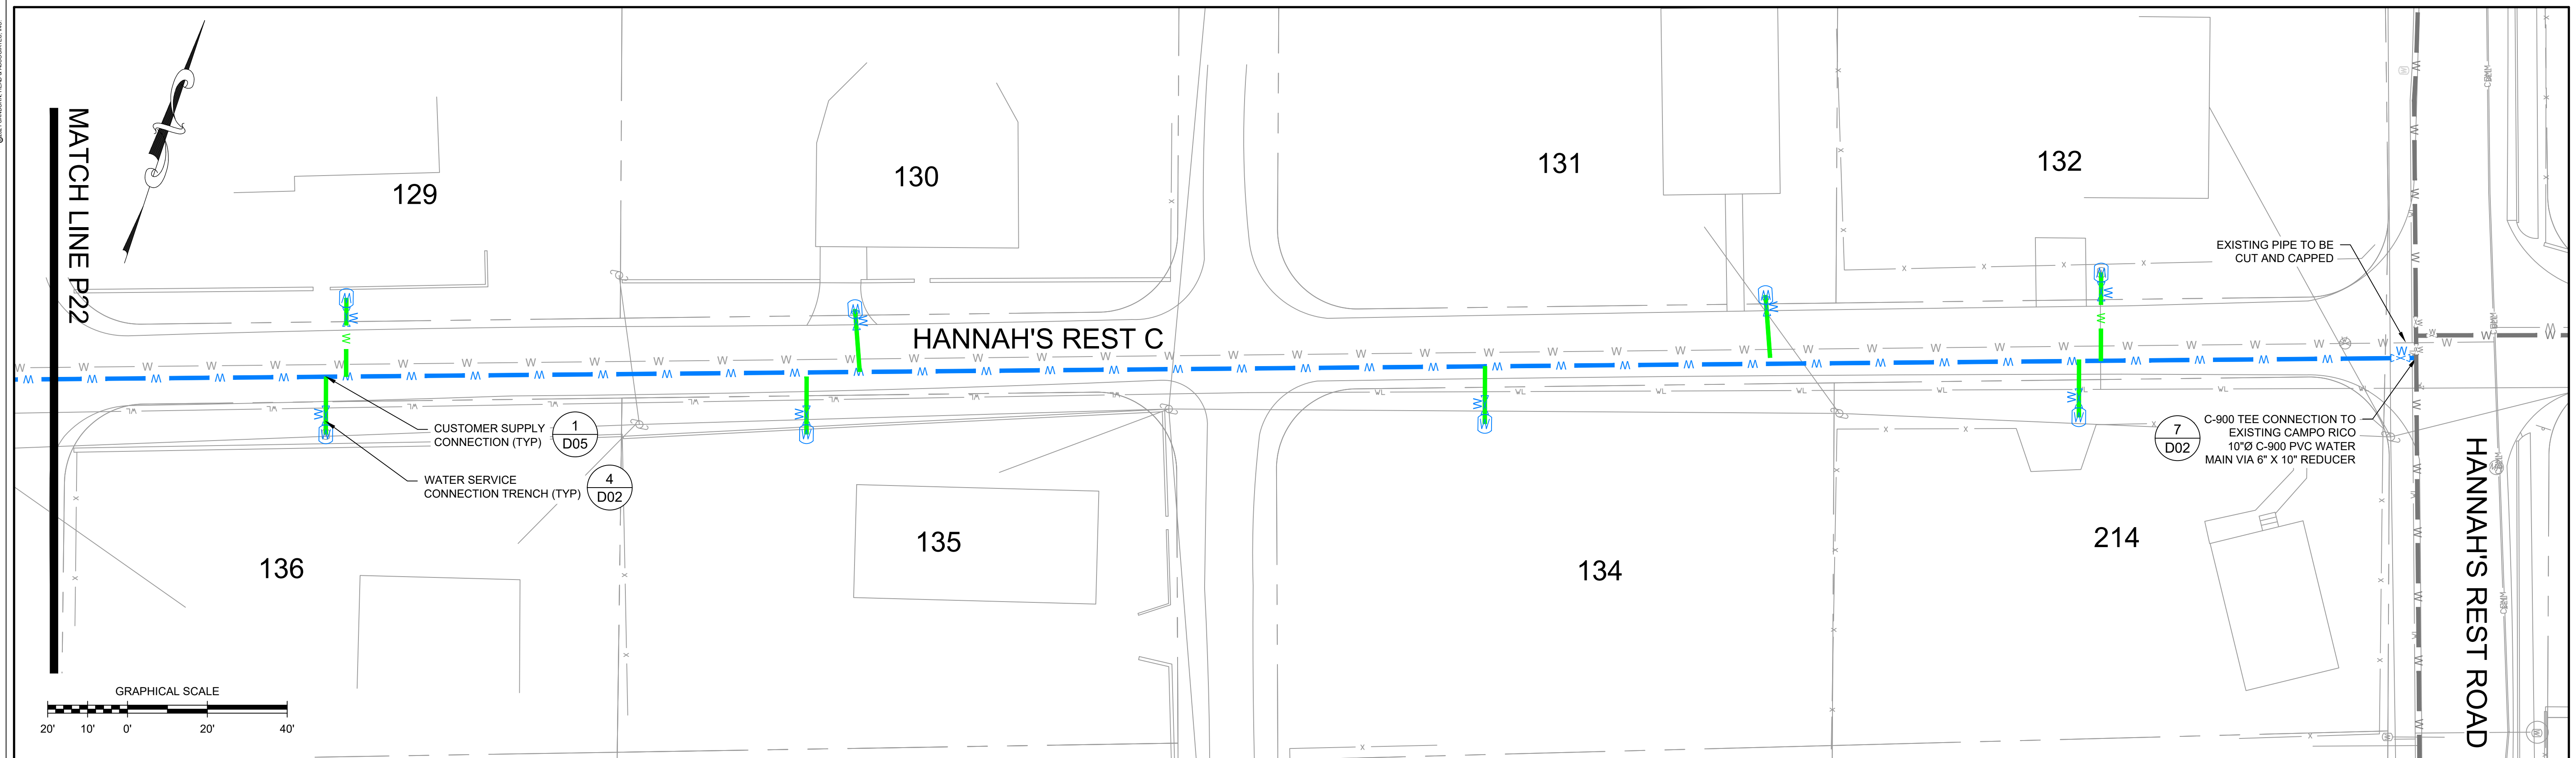 MATCH LINE P22
129
130
131
132
EXISTING PIPE TO BE
CUT AND CAPPED
HANNAH'S REST C
CUSTOMER SUPPLY
CONNECTION (TYP)
1
D05
WATER SERVICE
CONNECTION TRENCH (TYP)
4
D02
7
D02
C-900 TEE CONNECTION TO
EXISTING CAMPO RICO
10"Ø C-900 PVC WATER
MAIN VIA 6" X 10" REDUCER
HANNAH'S REST ROAD
136
135
134
214
GRAPHICAL SCALE
20' 10' 0' 20' 40'